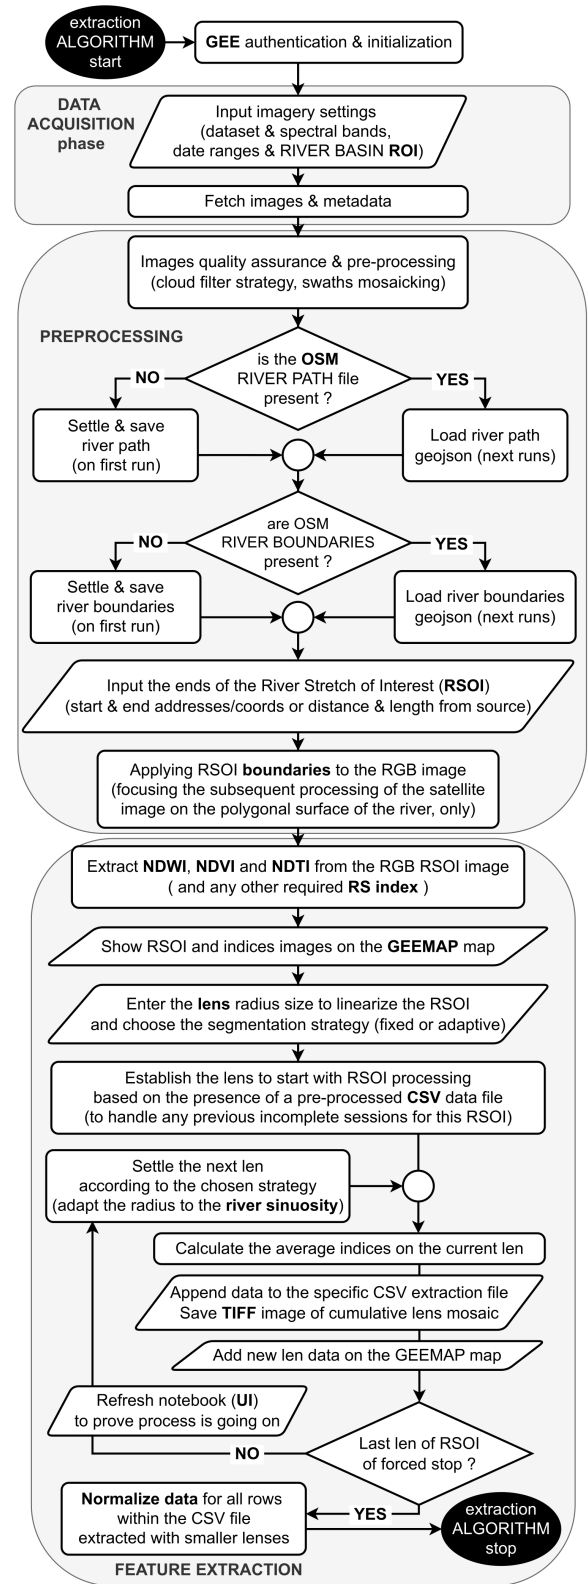 extraction
ALGORITHM
start
GEE authentication & initialization
DATA
ACQUISITION
phase
Input imagery settings
(dataset & spectral bands,
date ranges & RIVER BASIN ROI)
Fetch images & metadata
Images quality assurance & pre-processing
(cloud filter strategy, swaths mosaicking)
PREPROCESSING
is the OSM
RIVER PATH file
present ?
NO
YES
Settle & save
river path
(on first run)
Load river path
geojson (next runs)
are OSM
RIVER BOUNDARIES
present ?
NO
YES
Settle & save
river boundaries
(on first run)
Load river boundaries
geojson (next runs)
Input the ends of the River Stretch of Interest (RSOI)
(start & end addresses/coords or distance & length from source)
Applying RSOI boundaries to the RGB image
(focusing the subsequent processing of the satellite
image on the polygonal surface of the river, only)
Extract NDWI, NDVI and NDTI from the RGB RSOI image
( and any other required RS index )
Show RSOI and indices images on the GEEMAP map
Enter the lens radius size to linearize the RSOI
and choose the segmentation strategy (fixed or adaptive)
Establish the lens to start with RSOI processing
based on the presence of a pre-processed CSV data file
(to handle any previous incomplete sessions for this RSOI)
Settle the next len
according to the chosen strategy
(adapt the radius to the river sinuosity)
Calculate the average indices on the current len
Append data to the specific CSV extraction file
Save TIFF image of cumulative lens mosaic
Add new len data on the GEEMAP map
Refresh notebook (UI)
to prove process is going on
Last len of RSOI
of forced stop ?
NO
YES
Normalize data for all rows
within the CSV file
extracted with smaller lenses
extraction
ALGORITHM
stop
FEATURE EXTRACTION